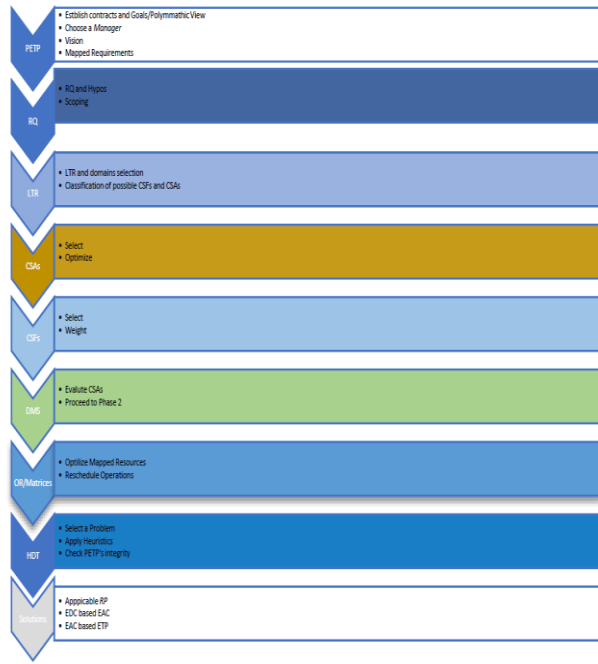 PETP
• Estblish contracts and Goals/Polymmathic View
• Choose a Manager
• Vision
• Mapped Requirements
RQ
• RQ and Hypos
• Scoping
LTR
• LTR and domains selection
• Classification of possible CSFs and CSAs
CSAs
• Select
• Optimize
CSFs
• Select
• Weight
DMS
• Evalute CSAs
• Proceed to Phase 2
OR/Matrices
• Optilize Mapped Resources
• Reschedule Operations
HDT
• Select a Problem
• Apply Heuristics
• Check PETP's integrity
Solutions
• Apppicable RP
• EDC based EAC
• EAC based ETP